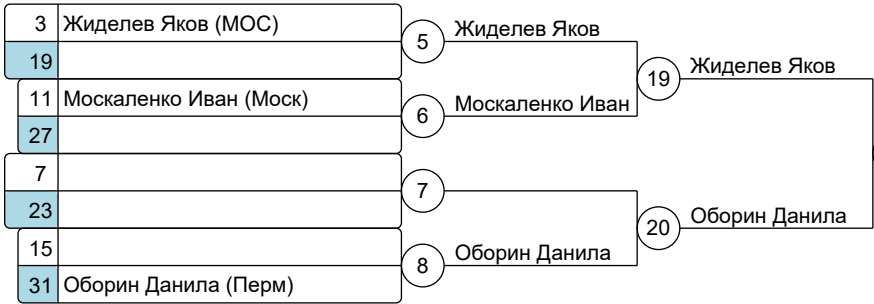 3 Жиделев Яков (МОС)
19
11 Москаленко Иван (Моск)
27
7
23
15
31 Оборин Данила (Перм)
5 Жиделев Яков
6 Москаленко Иван
7
8 Оборин Данила
19 Жиделев Яков
20 Оборин Данила